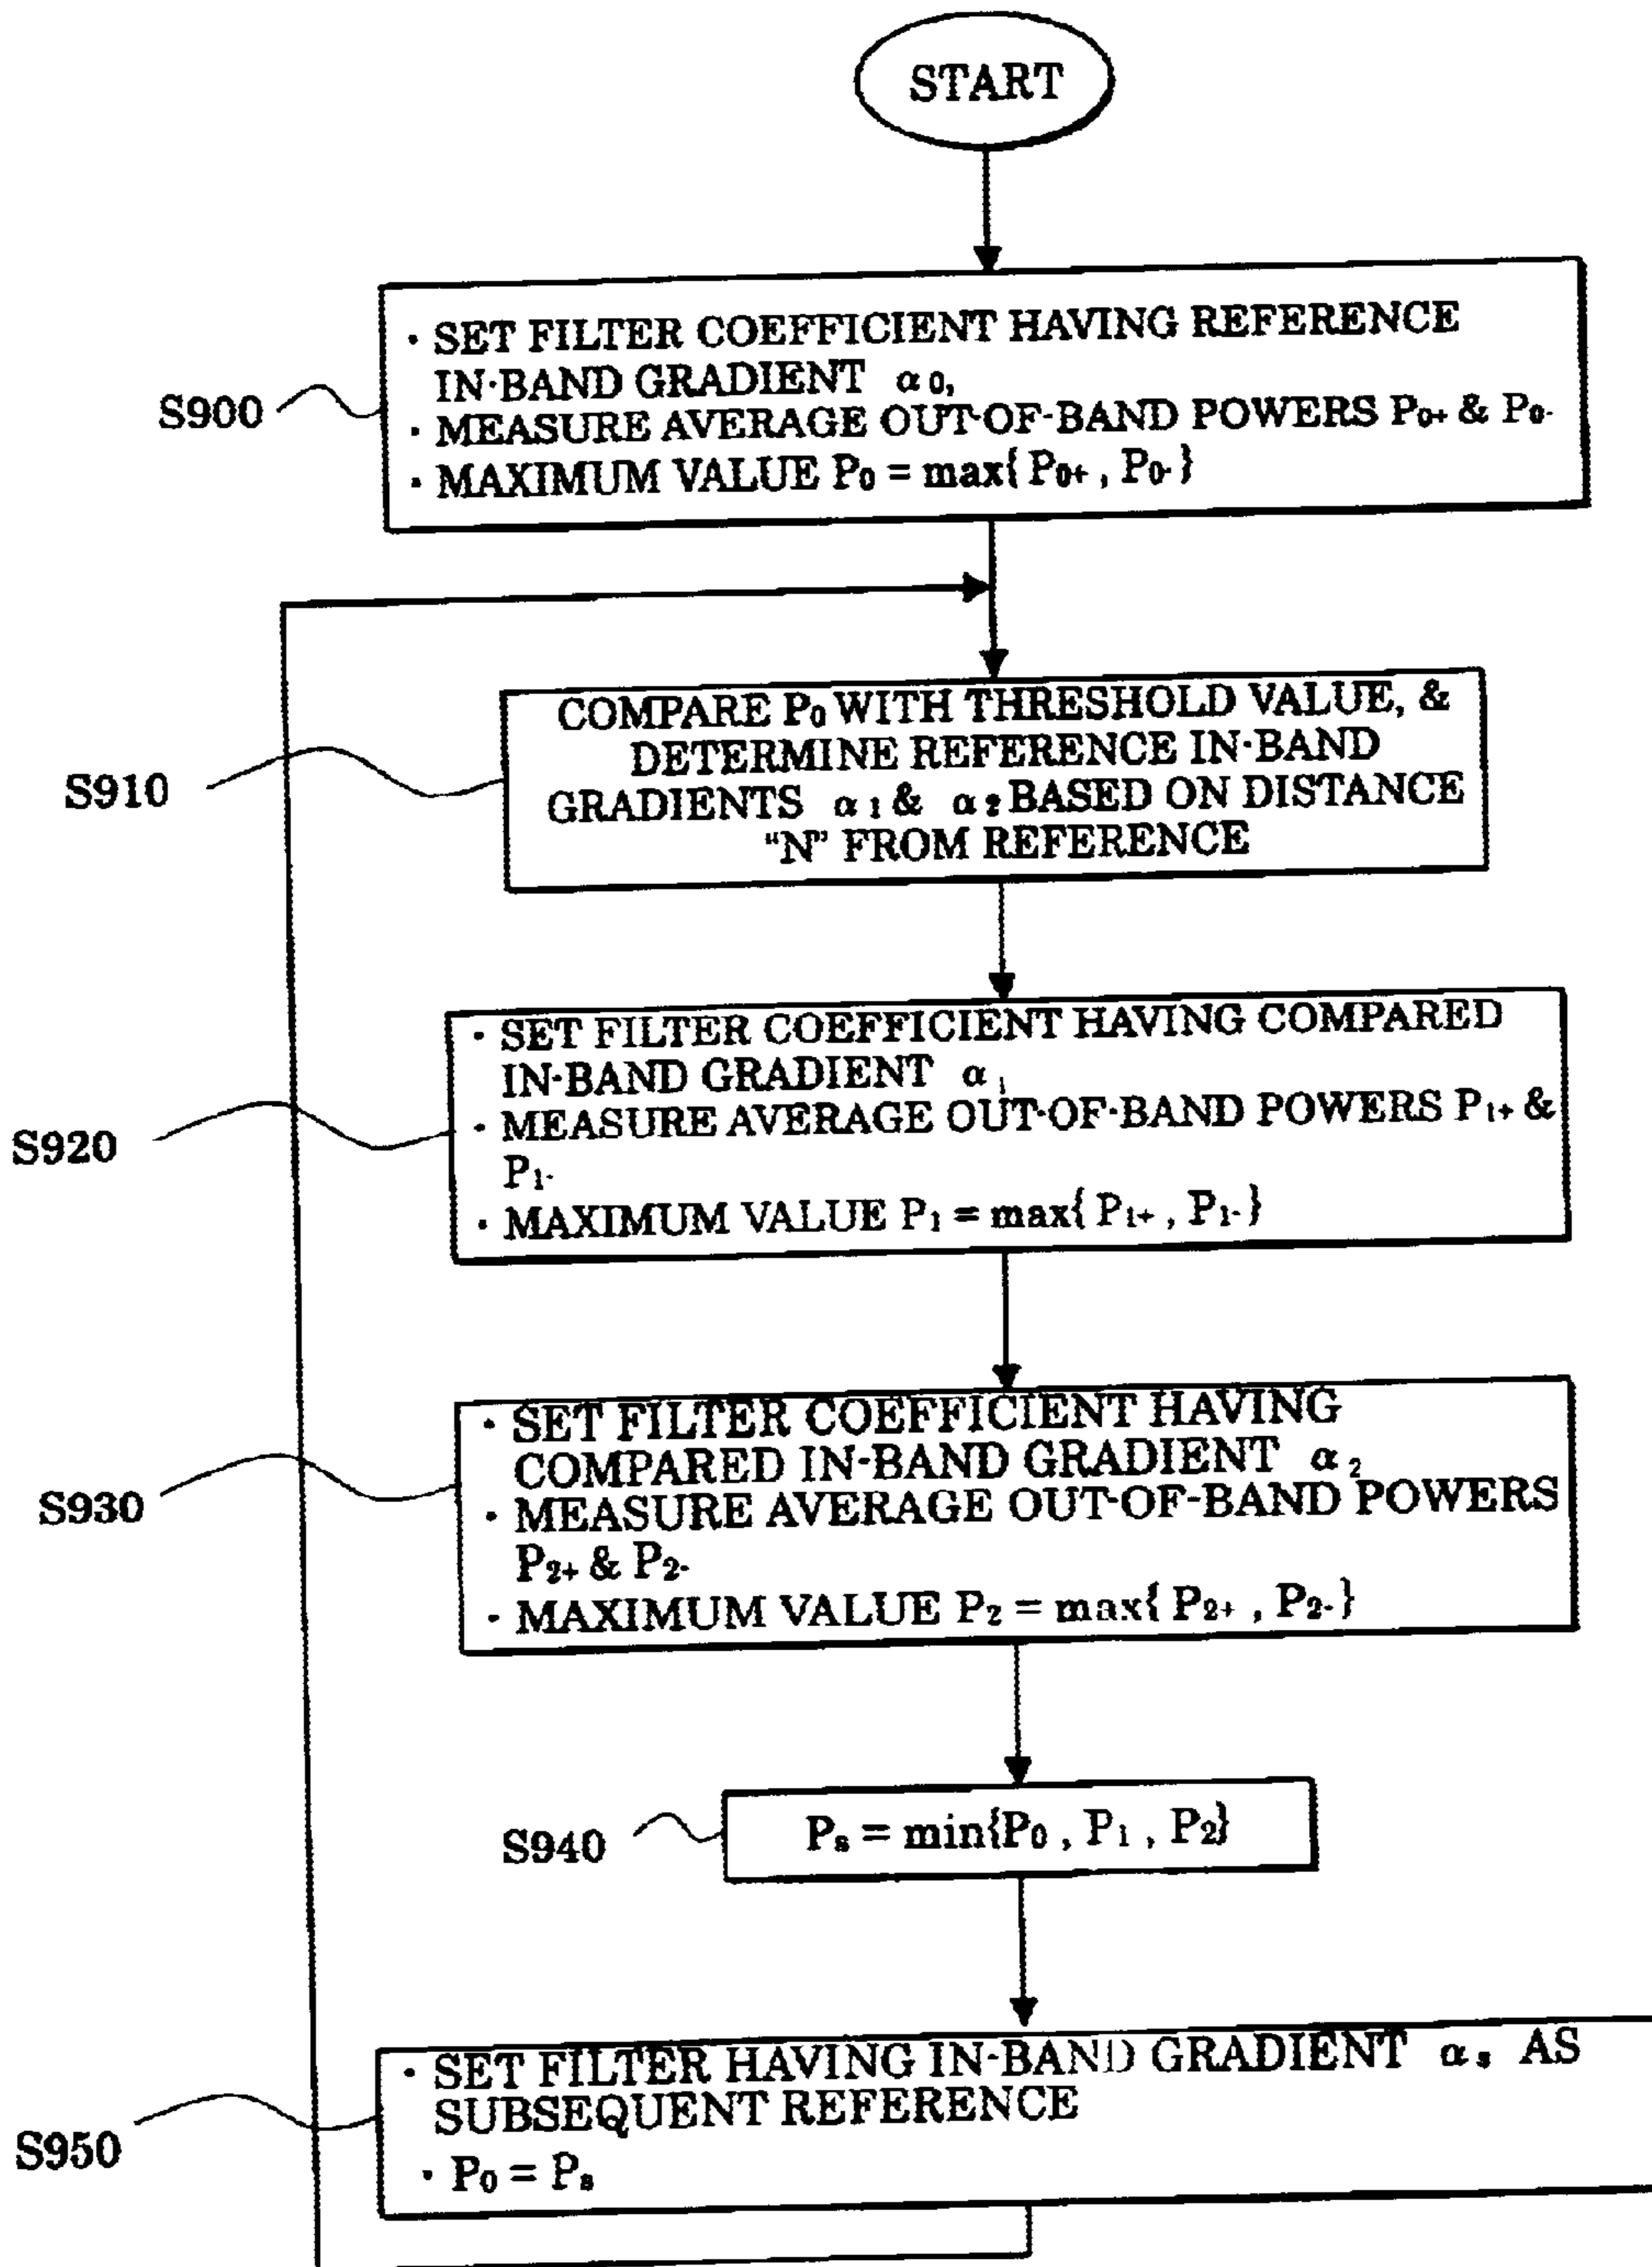 START
S900
· SET FILTER COEFFICIENT HAVING REFERENCE
IN-BAND GRADIENT α₀,
· MEASURE AVERAGE OUT-OF-BAND POWERS P₀₊ & P₀₋
· MAXIMUM VALUE P₀ = max{ P₀₊ , P₀₋ }
S910
COMPARE P₀ WITH THRESHOLD VALUE, &
DETERMINE REFERENCE IN-BAND
GRADIENTS α₁ & α₂ BASED ON DISTANCE
“N” FROM REFERENCE
S920
· SET FILTER COEFFICIENT HAVING COMPARED
IN-BAND GRADIENT α₁
· MEASURE AVERAGE OUT-OF-BAND POWERS P₁₊ &
P₁₋
· MAXIMUM VALUE P₁ = max{ P₁₊ , P₁₋ }
S930
· SET FILTER COEFFICIENT HAVING
COMPARED IN-BAND GRADIENT α₂
· MEASURE AVERAGE OUT-OF-BAND POWERS
P₂₊ & P₂₋
· MAXIMUM VALUE P₂ = max{ P₂₊ , P₂₋ }
S940
Pₛ = min{P₀ , P₁ , P₂}
S950
· SET FILTER HAVING IN-BAND GRADIENT αₛ AS
SUBSEQUENT REFERENCE
· P₀ = Pₛ